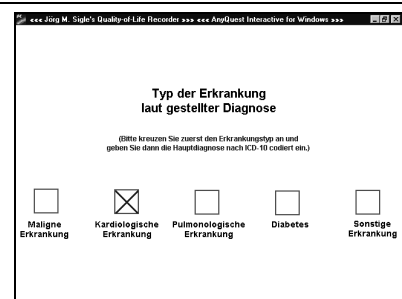 ««« Jörg M. Sigle's Quality-of-Life Recorder »»» ««« AnyQuest Interactive for Windows »»»
Typ der Erkrankung
laut gestellter Diagnose
(Bitte kreuzen Sie zuerst den Erkrankungstyp an und
geben Sie dann die Hauptdiagnose nach ICD-10 codiert ein.)
Maligne
Erkrankung
Kardiologische
Erkrankung
Pulmonologische
Erkrankung
Diabetes
Sonstige
Erkrankung